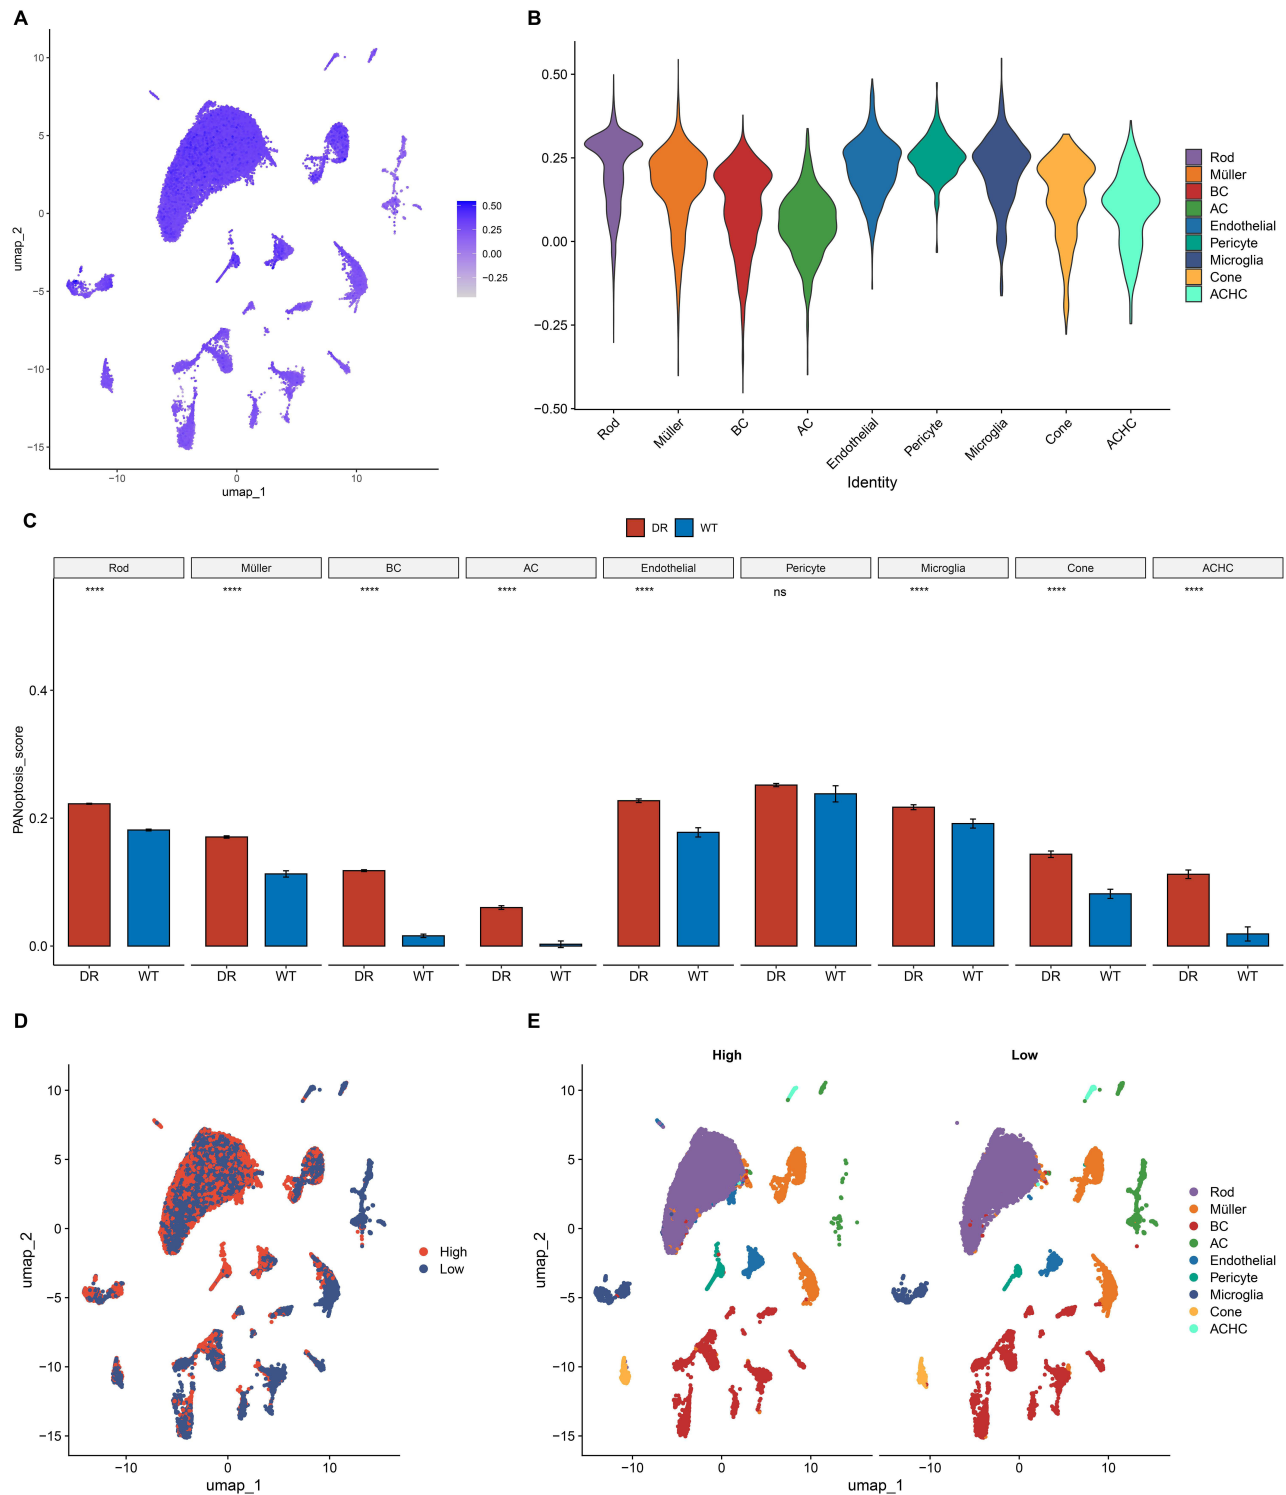 A
10
5
0
−5
−10
−15
umap_2
−10
0
10
umap_1
0.50
0.25
0.00
−0.25
B
0.50
0.25
0.00
−0.25
−0.50
Rod
Müller
BC
AC
Endothelial
Pericyte
Microglia
Cone
ACHC
Identity
Rod
Müller
BC
AC
Endothelial
Pericyte
Microglia
Cone
ACHC
C
DR WT
Rod Müller BC AC Endothelial Pericyte Microglia Cone ACHC
**** **** **** **** **** ns **** **** ****
0.4
0.2
0.0
PANoptosis_score
DR WT DR WT DR WT DR WT DR WT DR WT DR WT DR WT DR WT
D
10
5
0
−5
−10
−15
umap_2
−10 0 10
umap_1
High
Low
E
High Low
10
5
0
−5
−10
−15
umap_2
−10 0 10 −10 0 10
umap_1
Rod
Müller
BC
AC
Endothelial
Pericyte
Microglia
Cone
ACHC